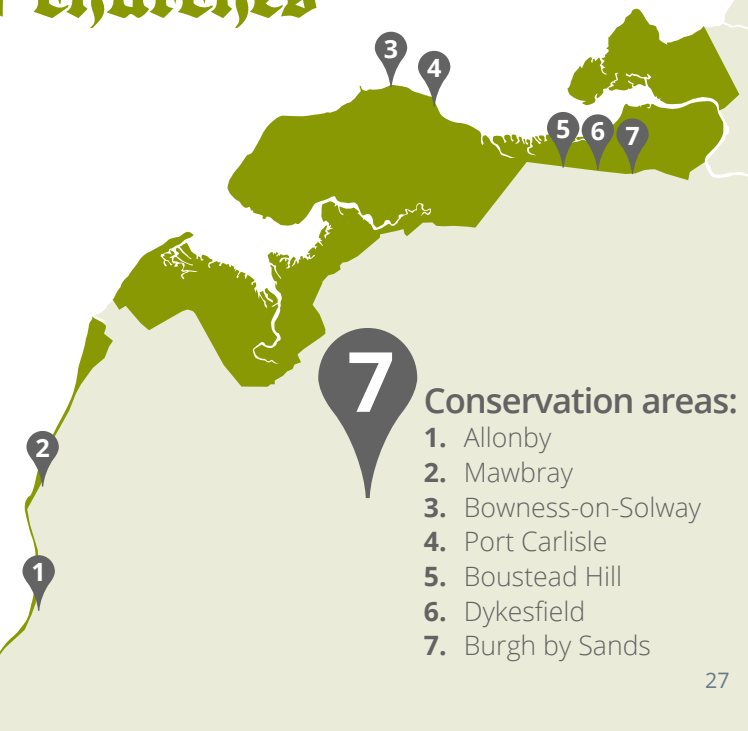 churches
3
4
5 6 7
2
1
7
Conservation areas:
1. Allonby
2. Mawbray
3. Bowness-on-Solway
4. Port Carlisle
5. Boustead Hill
6. Dykesfield
7. Burgh by Sands
27